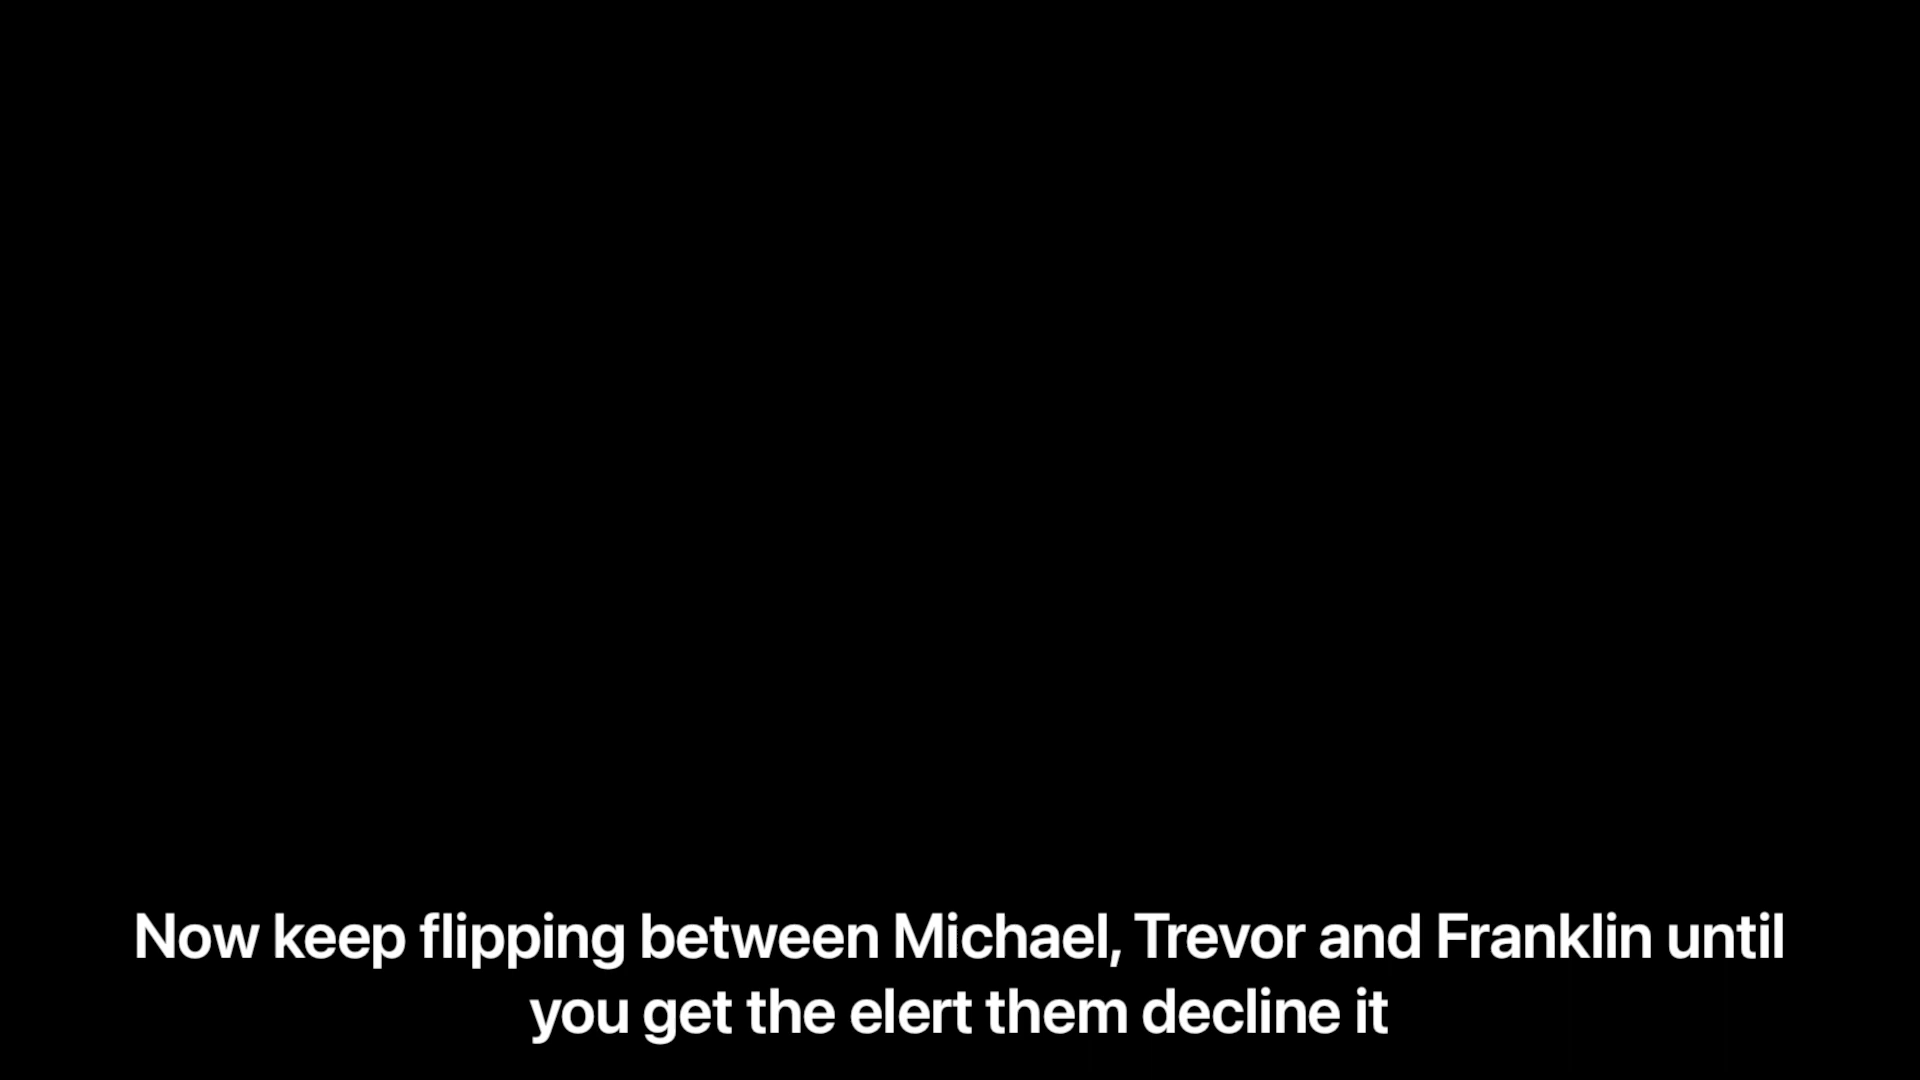 Now keep flipping between Michael, Trevor and Franklin until
you get the elert them decline it